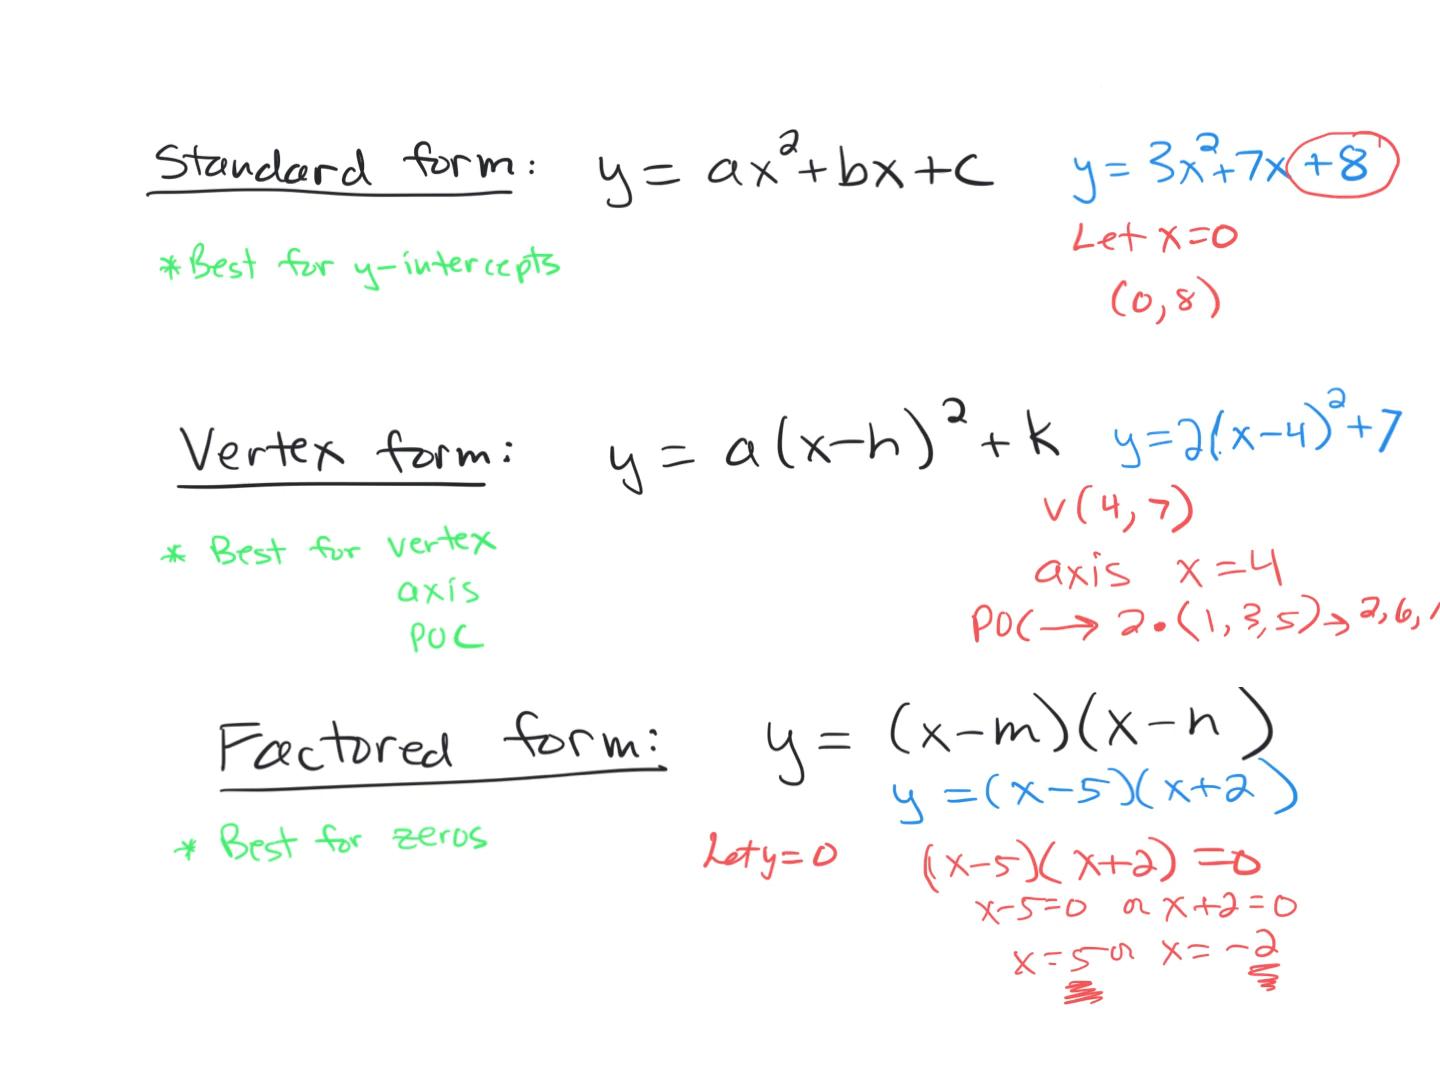 Standard form: y = ax²+bx+c y = 3x²+7x+8
Let x=0
*Best for y-intercepts
(0,8)
Vertex form: y = a(x-h)²+k y=2(x-4)²+7
V(4,7)
* Best for vertex
axis x=4
axis
POC → 2•(1,3,5)→2,6,
POC
Factored form: y = (x-m)(x-n)
y =(x-5)(x+2)
* Best for zeros
Let y=0 (x-5)(x+2)=0
x-5=0 or x+2=0
x=5 or x=-2